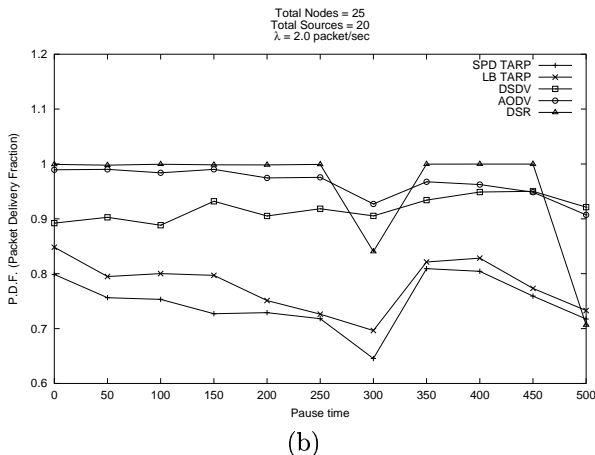 Total Nodes = 25
Total Sources = 20
λ = 2.0 packet/sec
1.2
1.1
1
0.9
0.8
0.7
0.6
P.D.F. (Packet Delivery Fraction)
SPD TARP
LB TARP
DSDV
AODV
DSR
0 50 100 150 200 250 300 350 400 450 500
Pause time
(b)